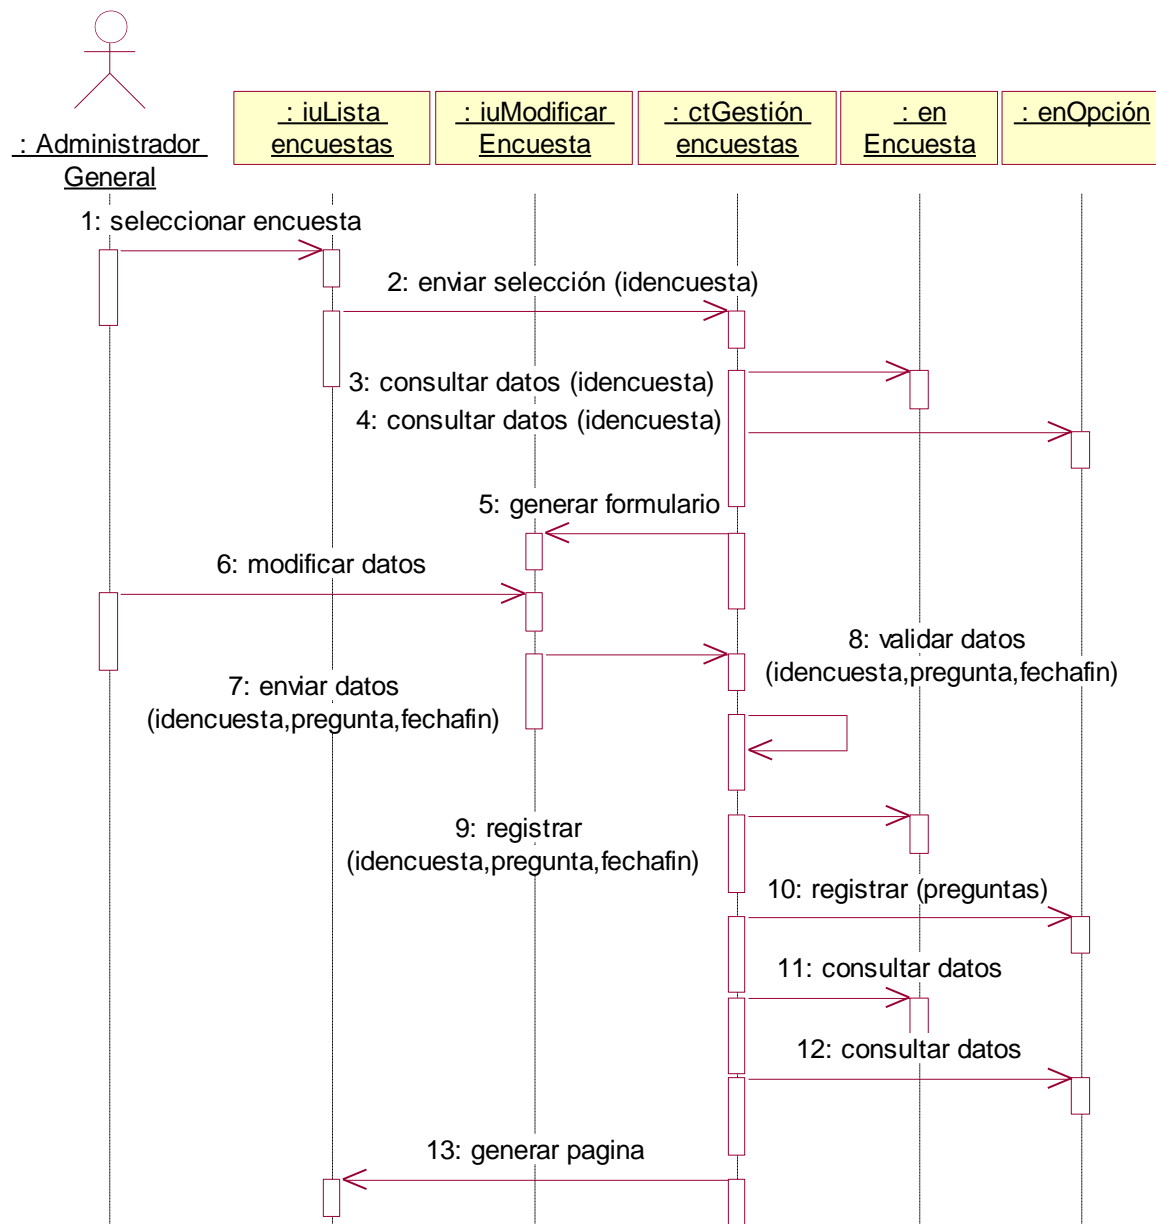 : Administrador
General
: iuLista
encuestas
: iuModificar
Encuesta
: ctGestión
encuestas
: en
Encuesta
: enOpción
1: seleccionar encuesta
2: enviar selección (idencuesta)
3: consultar datos (idencuesta)
4: consultar datos (idencuesta)
5: generar formulario
6: modificar datos
7: enviar datos
(idencuesta,pregunta,fechafin)
8: validar datos
(idencuesta,pregunta,fechafin)
9: registrar
(idencuesta,pregunta,fechafin)
10: registrar (preguntas)
11: consultar datos
12: consultar datos
13: generar pagina